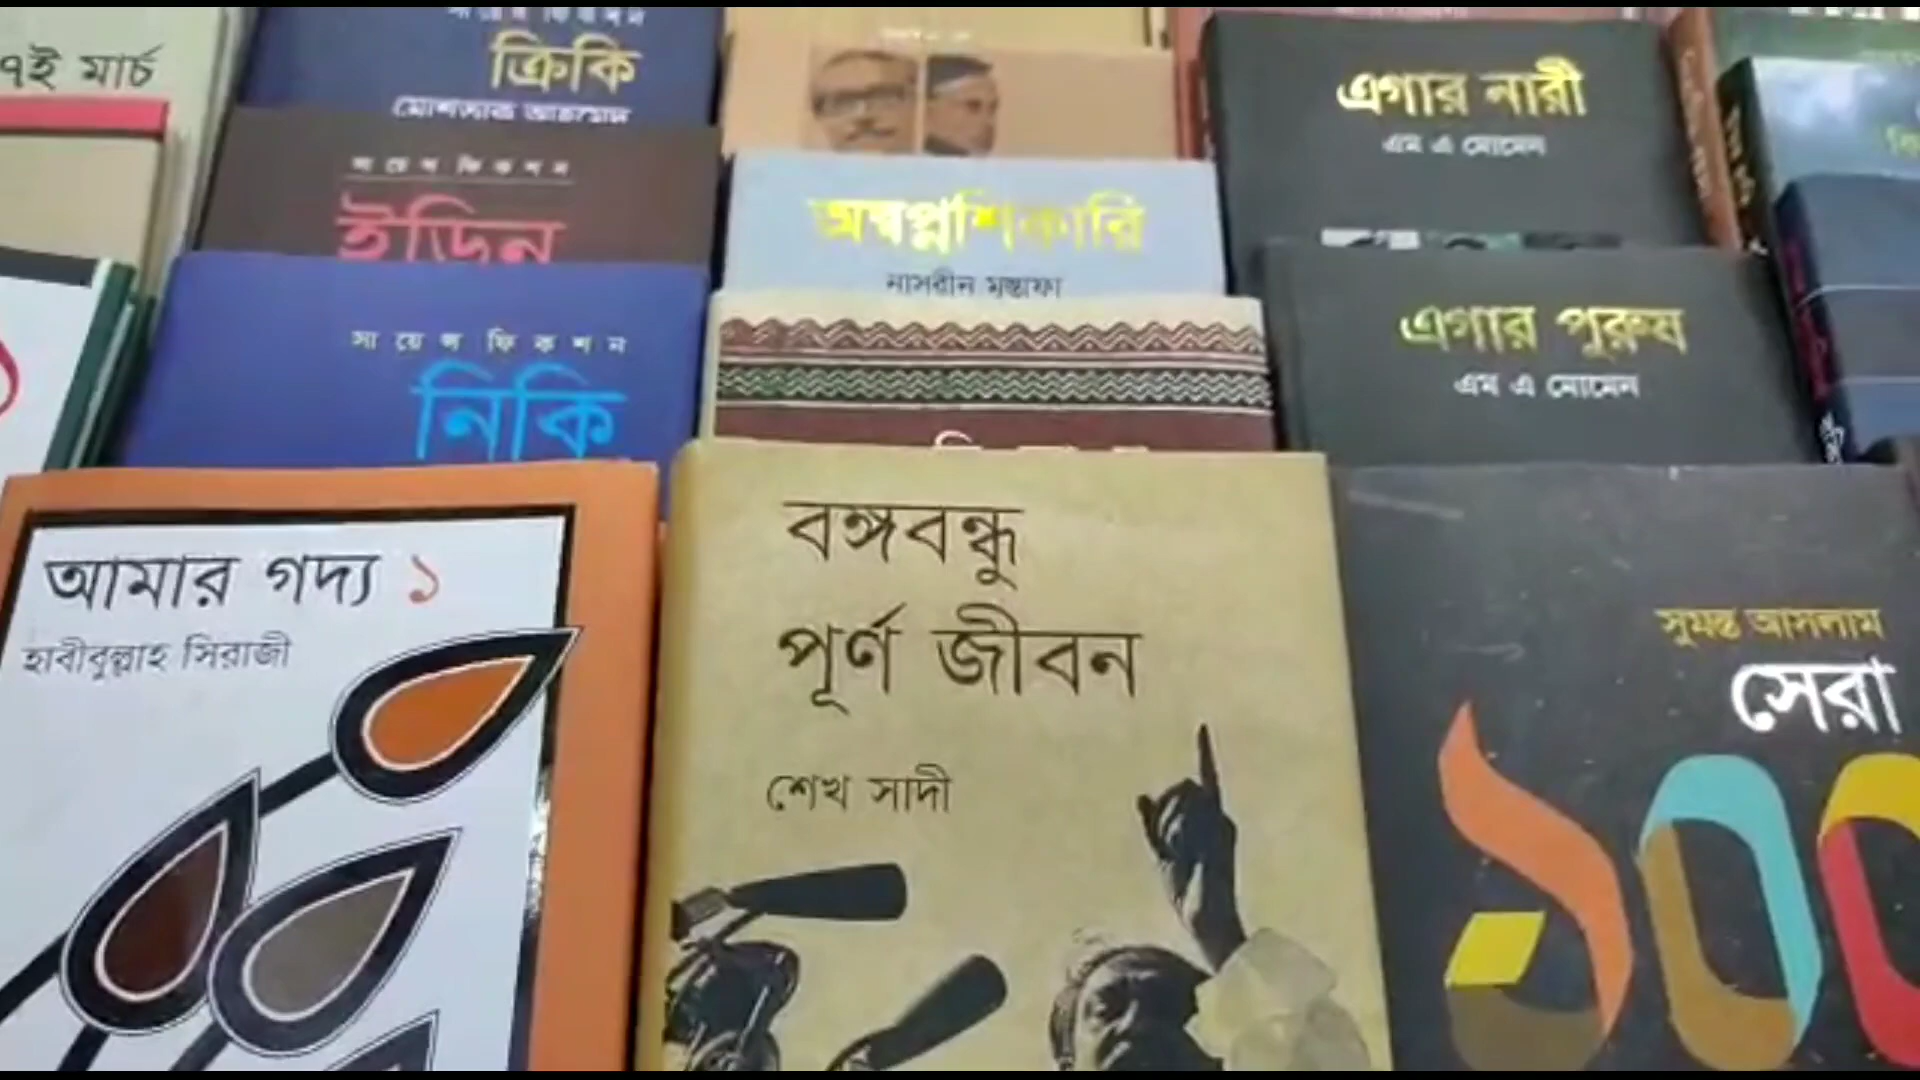 ৭ই মার্চ
সায়েন্স ফিকশন
ক্রিকি
মোশতাক আহমেদ
সায়েন্স ফিকশন
ইডিন
সায়েন্স ফিকশন
নিকি
নাসরীন মুস্তাফা
এগার নারী
এম এ মোমেন
এগার পুরুষ
এম এ মোমেন
আমার গদ্য ১
হাবীবুল্লাহ সিরাজী
বঙ্গবন্ধু
পূর্ণ জীবন
শেখ সাদী
সুমন্ত আসলাম
সেরা
১০০